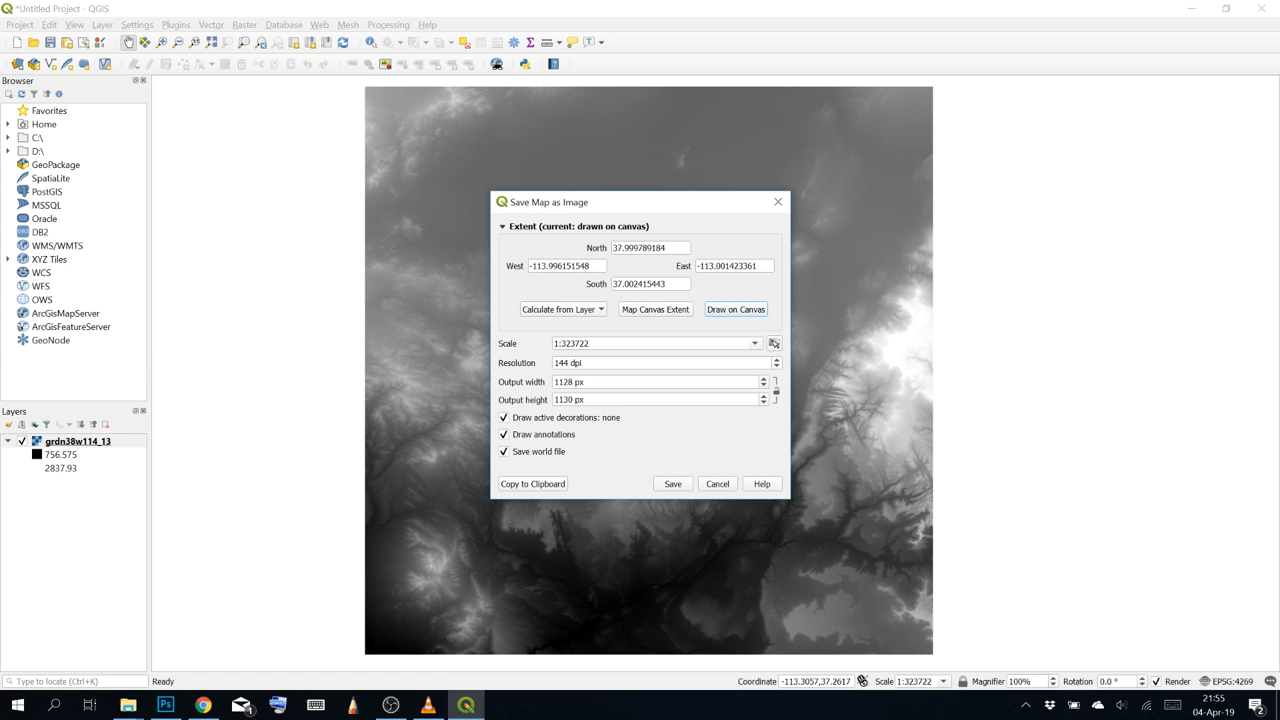 *Untitled Project - QGIS
Project Edit View Layer Settings Plugins Vector Raster Database Web Mesh Processing Help
Browser
Favorites
Home
C:\
D:\
GeoPackage
SpatiaLite
PostGIS
MSSQL
Oracle
DB2 DB2
WMS/WMTS
XYZ Tiles
WCS
WFS
OWS
ArcGisMapServer
ArcGisFeatureServer
GeoNode
Layers
grdn38w114_13
756.575
2837.93
Save Map as Image
Extent (current: drawn on canvas)
North 37.999789184
West -113.996151548 East -113.001423361
South 37.002415443
Calculate from Layer Map Canvas Extent Draw on Canvas
Scale 1:323722
Resolution 144 dpi
Output width 1128 px
Output height 1130 px
Draw active decorations: none
Draw annotations
Save world file
Copy to Clipboard Save Cancel Help
Type to locate (Ctrl+K) Ready Coordinate -113.3057,37.2617 Scale 1:323722 Magnifier 100% Rotation 0.0 ° Render EPSG:4269
Ps
21:55
04-Apr-19